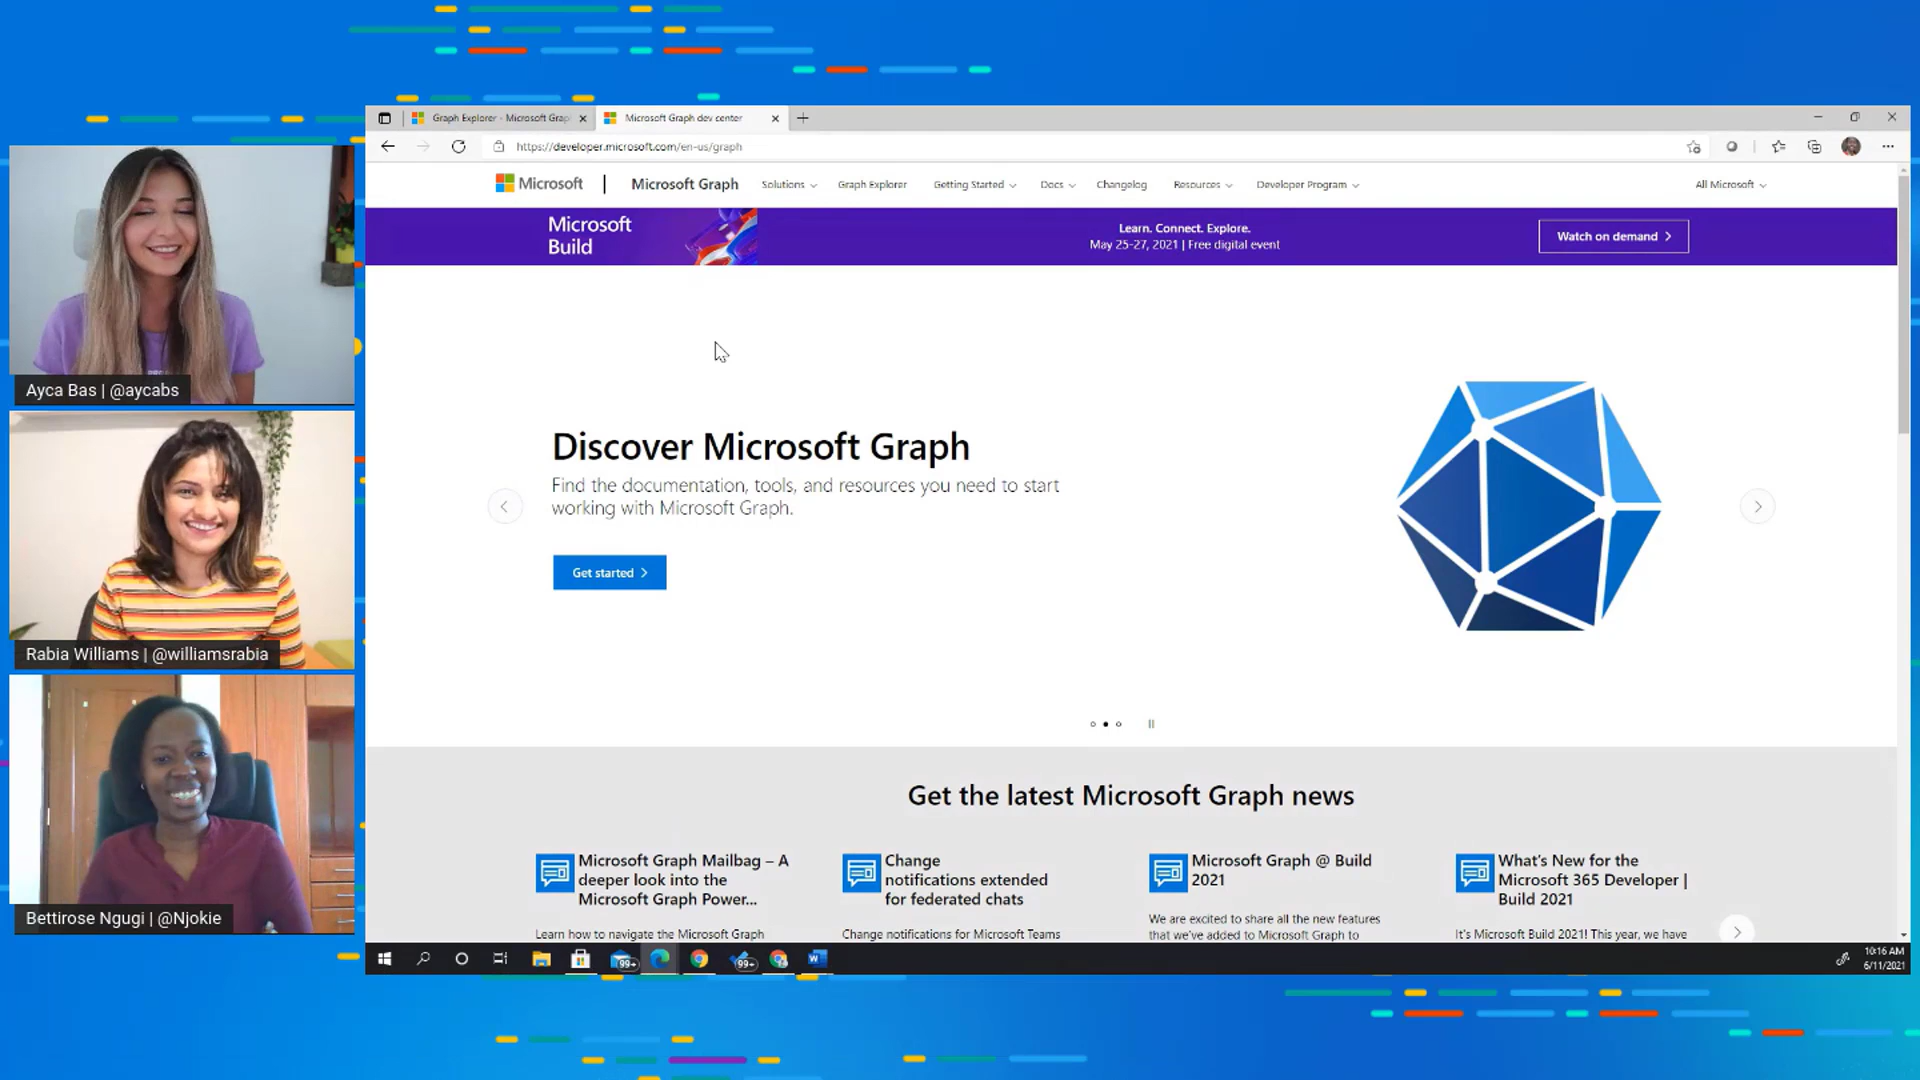 Graph Explorer - Microsoft Grap
Microsoft Graph dev center
https://developer.microsoft.com/en-us/graph
Microsoft
Microsoft Graph
Solutions
Graph Explorer
Getting Started
Docs
Changelog
Resources
Developer Program
All Microsoft
Microsoft
Build
Learn. Connect. Explore.
May 25-27, 2021 | Free digital event
Watch on demand
Ayca Bas | @aycabs
Discover Microsoft Graph
Find the documentation, tools, and resources you need to start
working with Microsoft Graph.
Get started
Rabia Williams | @williamsrabia
Get the latest Microsoft Graph news
Microsoft Graph Mailbag – A
deeper look into the
Microsoft Graph Power...
Learn how to navigate the Microsoft Graph
Change
notifications extended
for federated chats
Change notifications for Microsoft Teams
Microsoft Graph @ Build
2021
We are excited to share all the new features
that we've added to Microsoft Graph to
What's New for the
Microsoft 365 Developer |
Build 2021
It's Microsoft Build 2021! This year, we have
Bettirose Ngugi | @Njokie
99+
99+
10:16 AM
6/11/2021